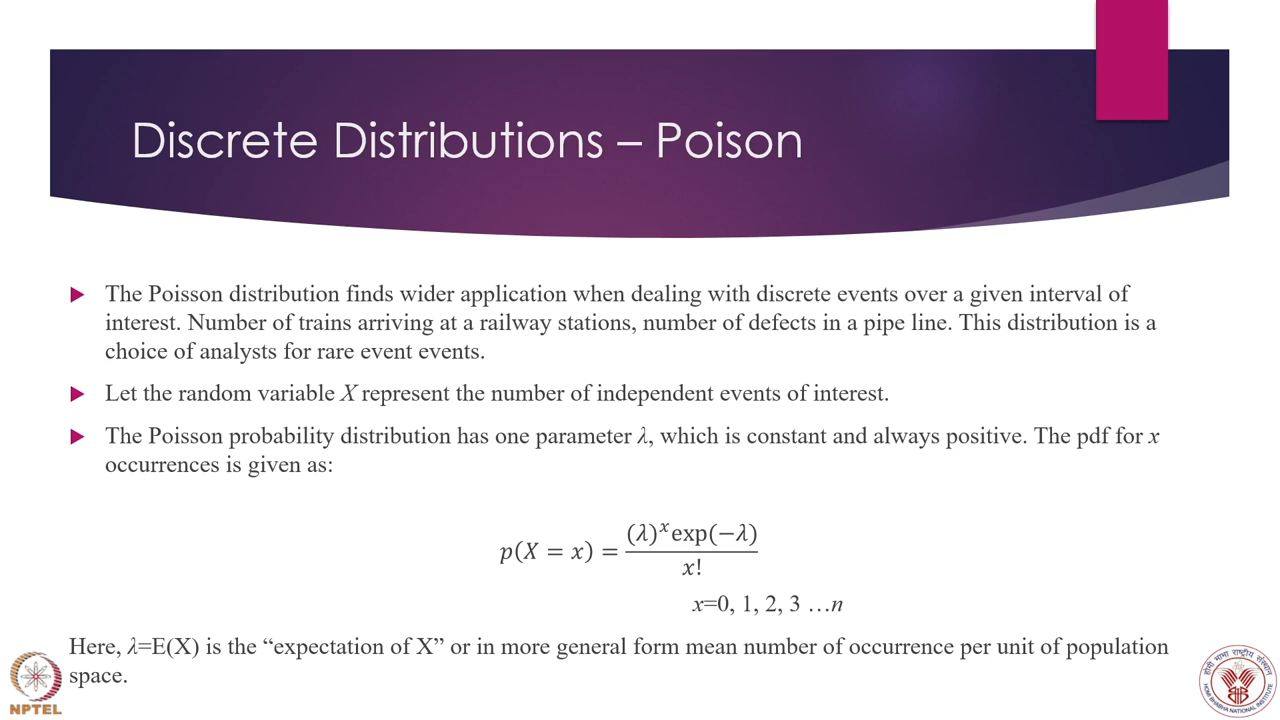 Discrete Distributions – Poison
The Poisson distribution finds wider application when dealing with discrete events over a given interval of
interest. Number of trains arriving at a railway stations, number of defects in a pipe line. This distribution is a
choice of analysts for rare event events.
Let the random variable X represent the number of independent events of interest.
The Poisson probability distribution has one parameter λ, which is constant and always positive. The pdf for x
occurrences is given as:
p(X = x) = (λ)^x exp(−λ) / x!
x=0, 1, 2, 3 …n
Here, λ=E(X) is the “expectation of X” or in more general form mean number of occurrence per unit of population
space.
NPTEL
होमी भाभा राष्ट्रीय संस्थान
HOMI BHABHA NATIONAL INSTITUTE